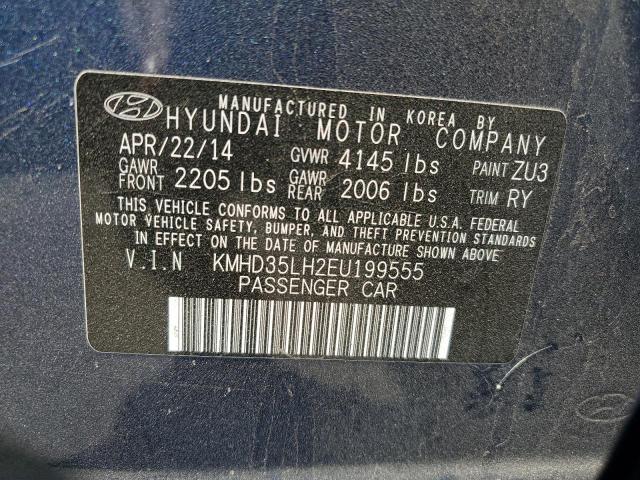 MANUFACTURED IN KOREA BY
HYUNDAI MOTOR COMPANY
APR/22/14 GVWR 4145 lbs PAINT ZU3
GAWR FRONT 2205 lbs GAWR REAR 2006 lbs TRIM RY
THIS VEHICLE CONFORMS TO ALL APPLICABLE U.S.A. FEDERAL
MOTOR VEHICLE SAFETY, BUMPER, AND THEFT PREVENTION STANDARDS
IN EFFECT ON THE DATE OF MANUFACTURE SHOWN ABOVE.
V.I.N KMHD35LH2EU199555
PASSENGER CAR